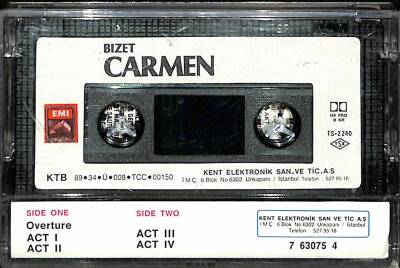 BIZET
CARMEN
EMI
HX PRO
B NR
TS-2240
TSE
KENT ELEKTRONİK SAN.VE TİC.A.Ş
İ M.Ç. 6.Blok No 6302 Unkapanı / İstanbul Telefon 527 95 18
KTB 89•34•Ü•008•TCC•00150
SIDE ONE
Overture
ACT I
ACT II
SIDE TWO
ACT III
ACT IV
KENT ELEKTRONİK SAN VE TİC A.Ş
İ M.Ç. 6.Blok No 6302 Unkapanı / İstanbul
Telefon 527 95 18
7 63075 4